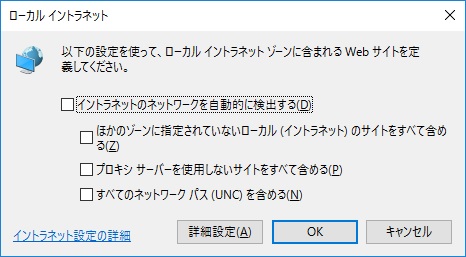 ローカル イントラネット
以下の設定を使って、ローカル イントラネット ゾーンに含まれる Web サイトを定
義してください。
イントラネットのネットワークを自動的に検出する(D)
ほかのゾーンに指定されていないローカル (イントラネット) のサイトをすべて含め
る(Z)
プロキシ サーバーを使用しないサイトをすべて含める(P)
すべてのネットワーク パス (UNC) を含める(N)
イントラネット設定の詳細
詳細設定(A)
OK
キャンセル